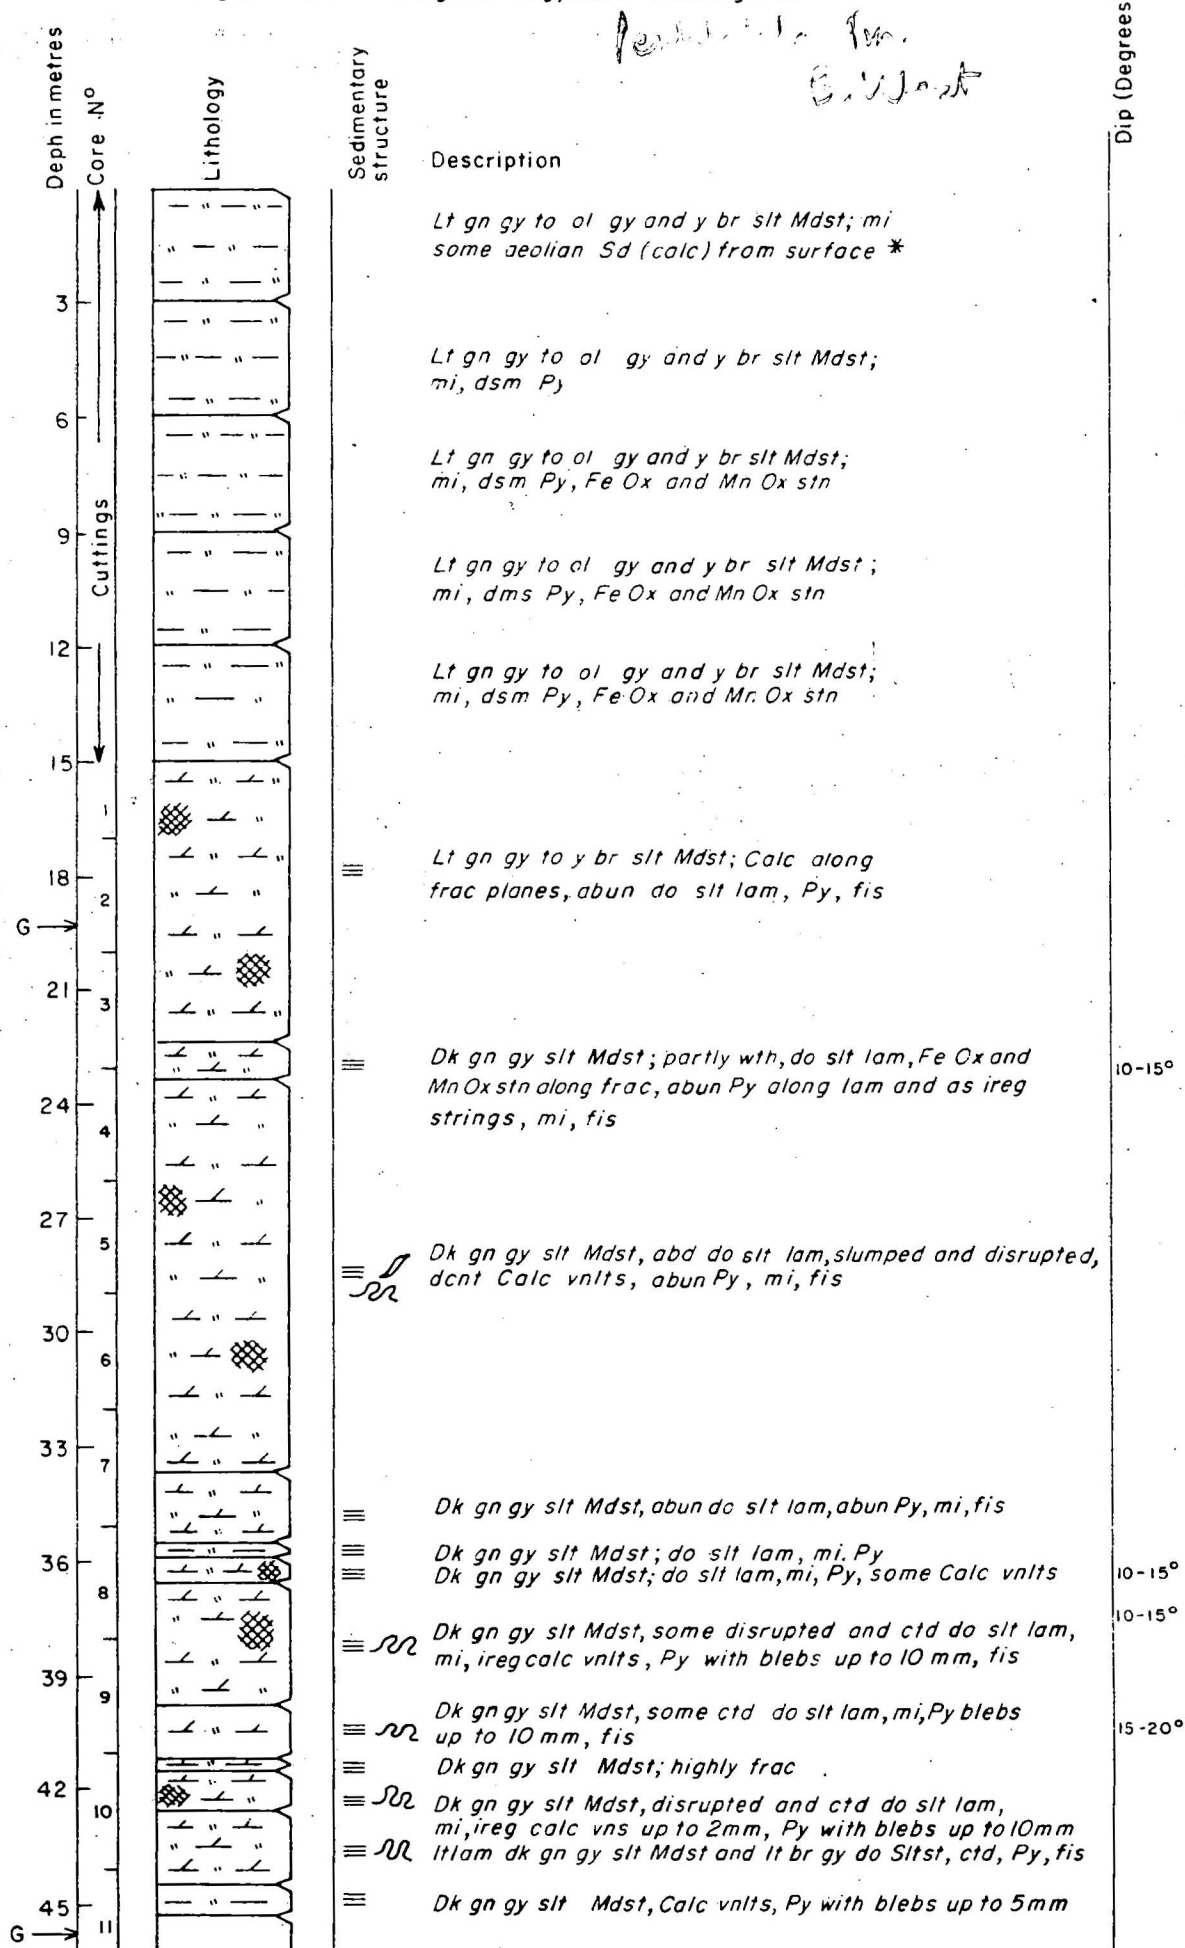 Deph in metres
Core N°
Lithology
Sedimentary
structure
Description
Dip (Degrees
Lt gn gy to ol gy and y br slt Mdst; mi
some aeolian Sd (calc) from surface *
3
Lt gn gy to ol gy and y br slt Mdst;
mi, dsm Py
6
Lt gn gy to ol gy and y br slt Mdst;
mi, dsm Py, Fe Ox and Mn Ox stn
9
Cuttings
Lt gn gy to ol gy and y br slt Mdst;
mi, dms Py, Fe Ox and Mn Ox stn
12
Lt gn gy to ol gy and y br slt Mdst;
mi, dsm Py, Fe Ox and Mn Ox stn
15
1
Lt gn gy to y br slt Mdst; Calc along
18
frac planes, abun do slt lam, Py, fis
2
G
21
3
Dk gn gy slt Mdst; partly wth, do slt lam, Fe Ox and
10-15°
Mn Ox stn along frac, abun Py along lam and as ireg
24
strings, mi, fis
4
27
5
Dk gn gy slt Mdst, abd do slt lam, slumped and disrupted,
dcnt Calc vnlts, abun Py, mi, fis
30
6
33
7
Dk gn gy slt Mdst, abun do slt lam, abun Py, mi, fis
36
Dk gn gy slt Mdst; do slt lam, mi. Py
Dk gn gy slt Mdst; do slt lam, mi, Py, some Calc vnlts
10-15°
8
10-15°
Dk gn gy slt Mdst, some disrupted and ctd do slt lam,
mi, ireg calc vnlts, Py with blebs up to 10 mm, fis
39
9
Dk gn gy slt Mdst, some ctd do slt lam, mi, Py blebs
15-20°
up to 10 mm, fis
Dk gn gy slt Mdst; highly frac
42
10
Dk gn gy slt Mdst, disrupted and ctd do slt lam,
mi, ireg calc vns up to 2mm, Py with blebs up to 10mm
Itlam dk gn gy slt Mdst and lt br gy do Sltst, ctd, Py, fis
45
Dk gn gy slt Mdst, Calc vnlts, Py with blebs up to 5mm
11
G